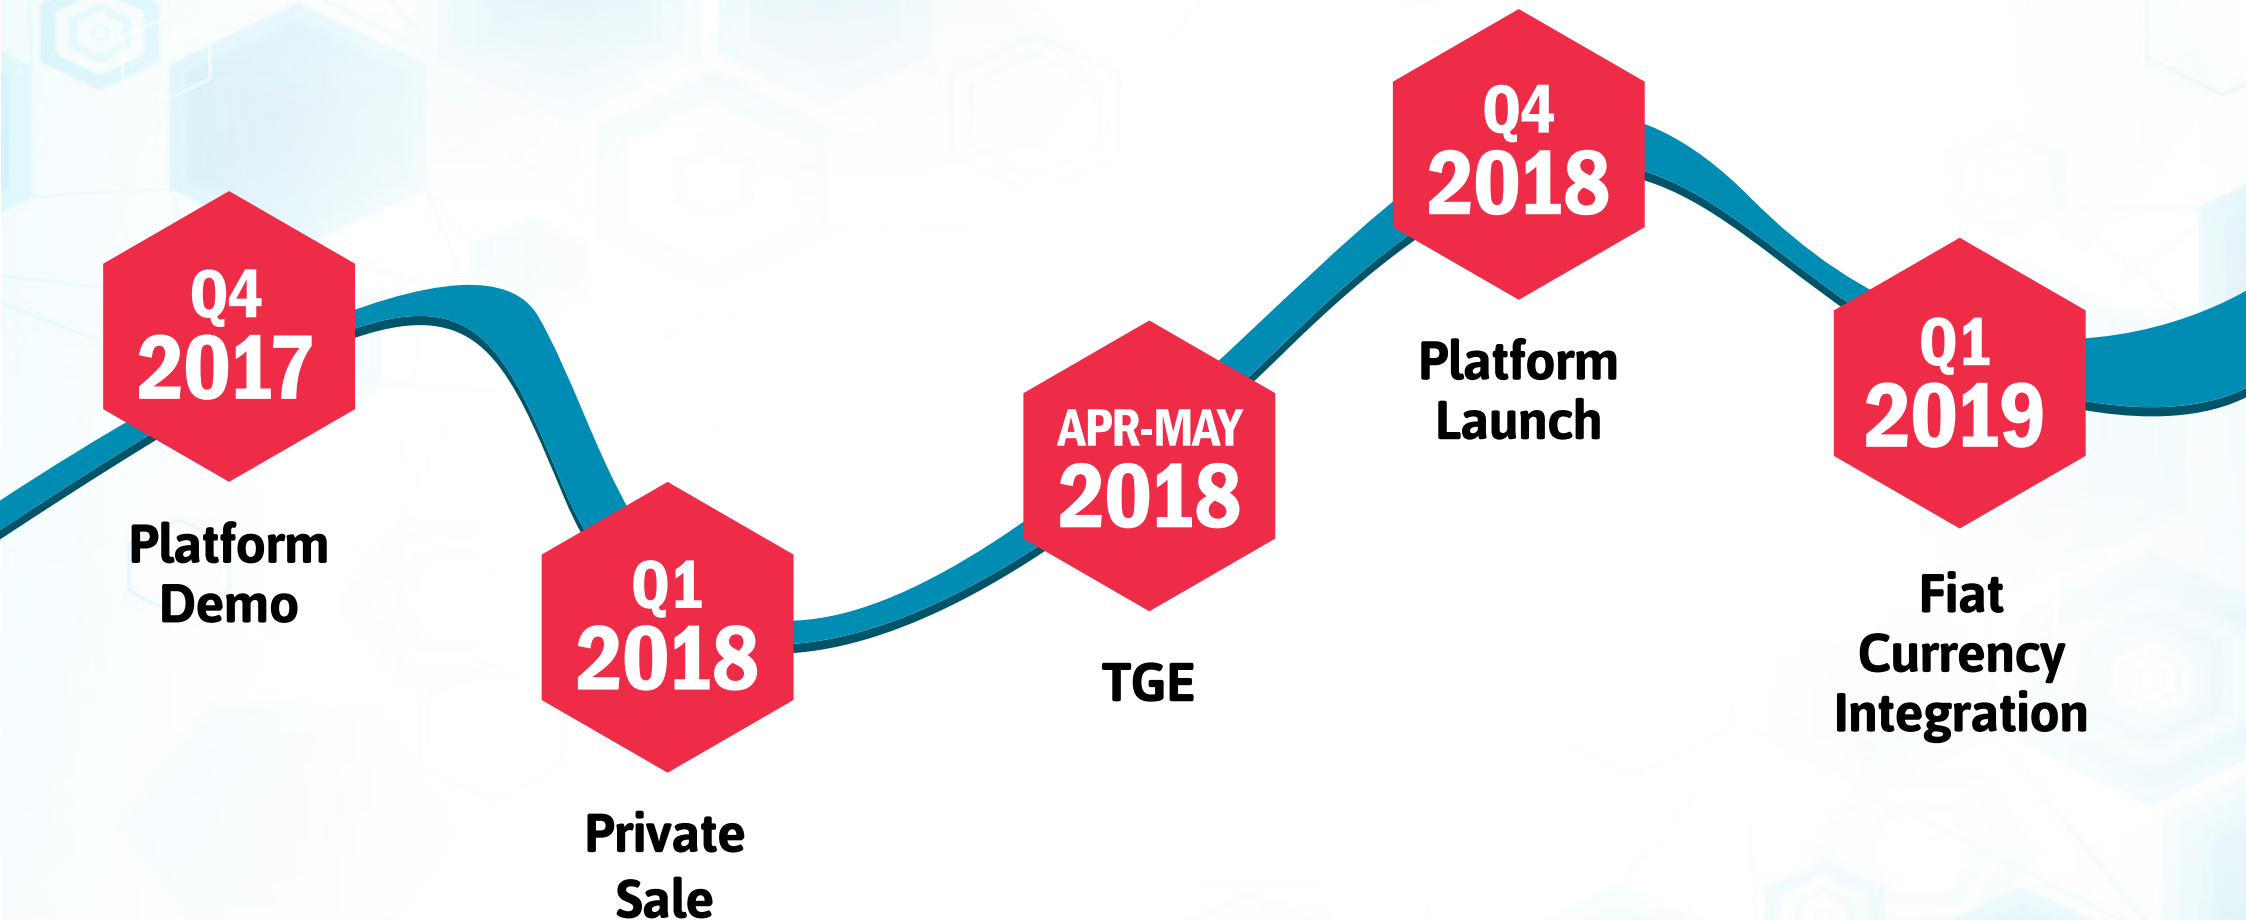 Q4
2017
Platform
Demo
Q1
2018
Private
Sale
APR-MAY
2018
TGE
Q4
2018
Platform
Launch
Q1
2019
Fiat
Currency
Integration